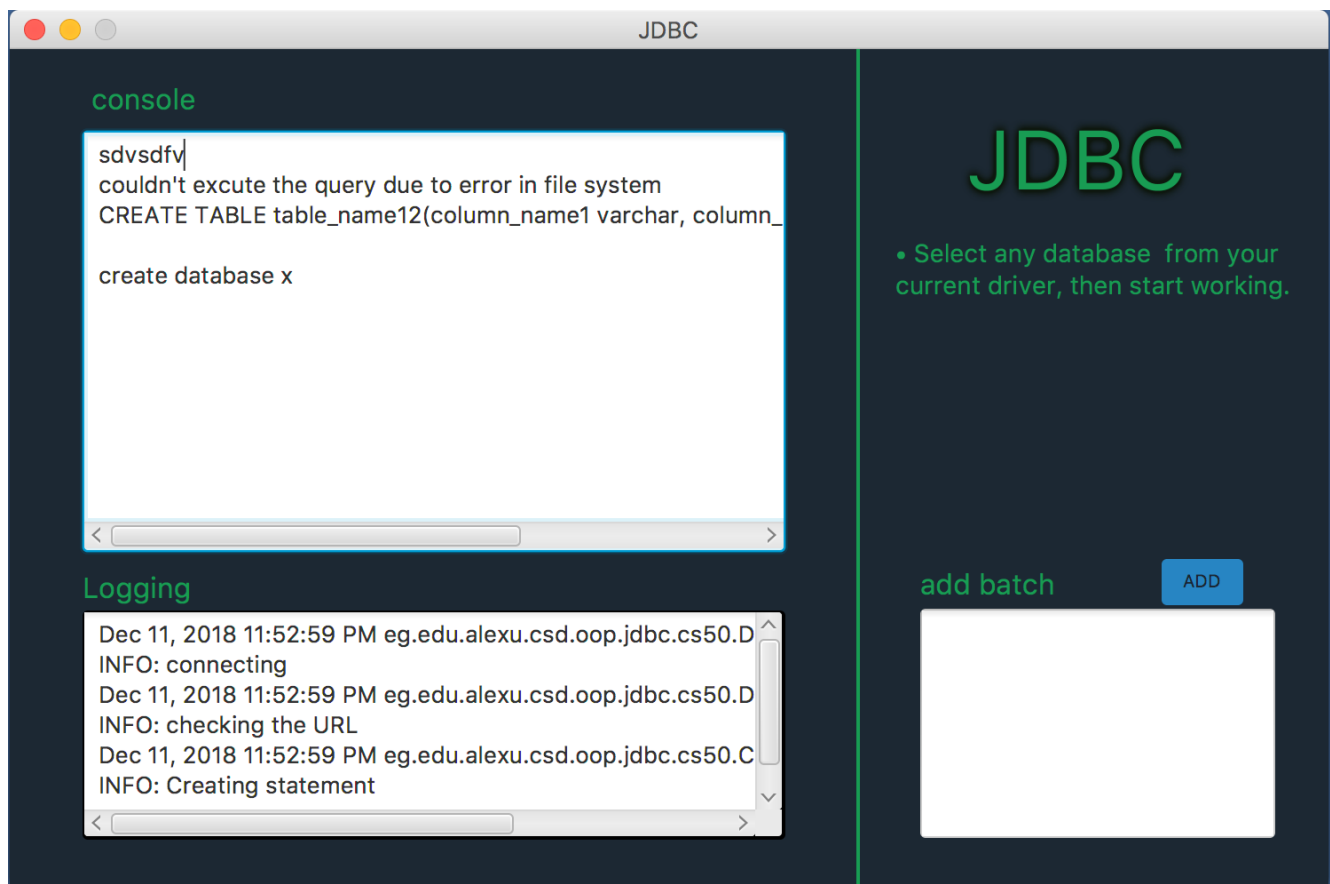 JDBC
console
sdvsdfv
couldn't excute the query due to error in file system
CREATE TABLE table_name12(column_name1 varchar, column_
create database x
Logging
Dec 11, 2018 11:52:59 PM eg.edu.alexu.csd.oop.jdbc.cs50.D
INFO: connecting
Dec 11, 2018 11:52:59 PM eg.edu.alexu.csd.oop.jdbc.cs50.D
INFO: checking the URL
Dec 11, 2018 11:52:59 PM eg.edu.alexu.csd.oop.jdbc.cs50.C
INFO: Creating statement
JDBC
• Select any database  from your
current driver, then start working.
add batch
ADD